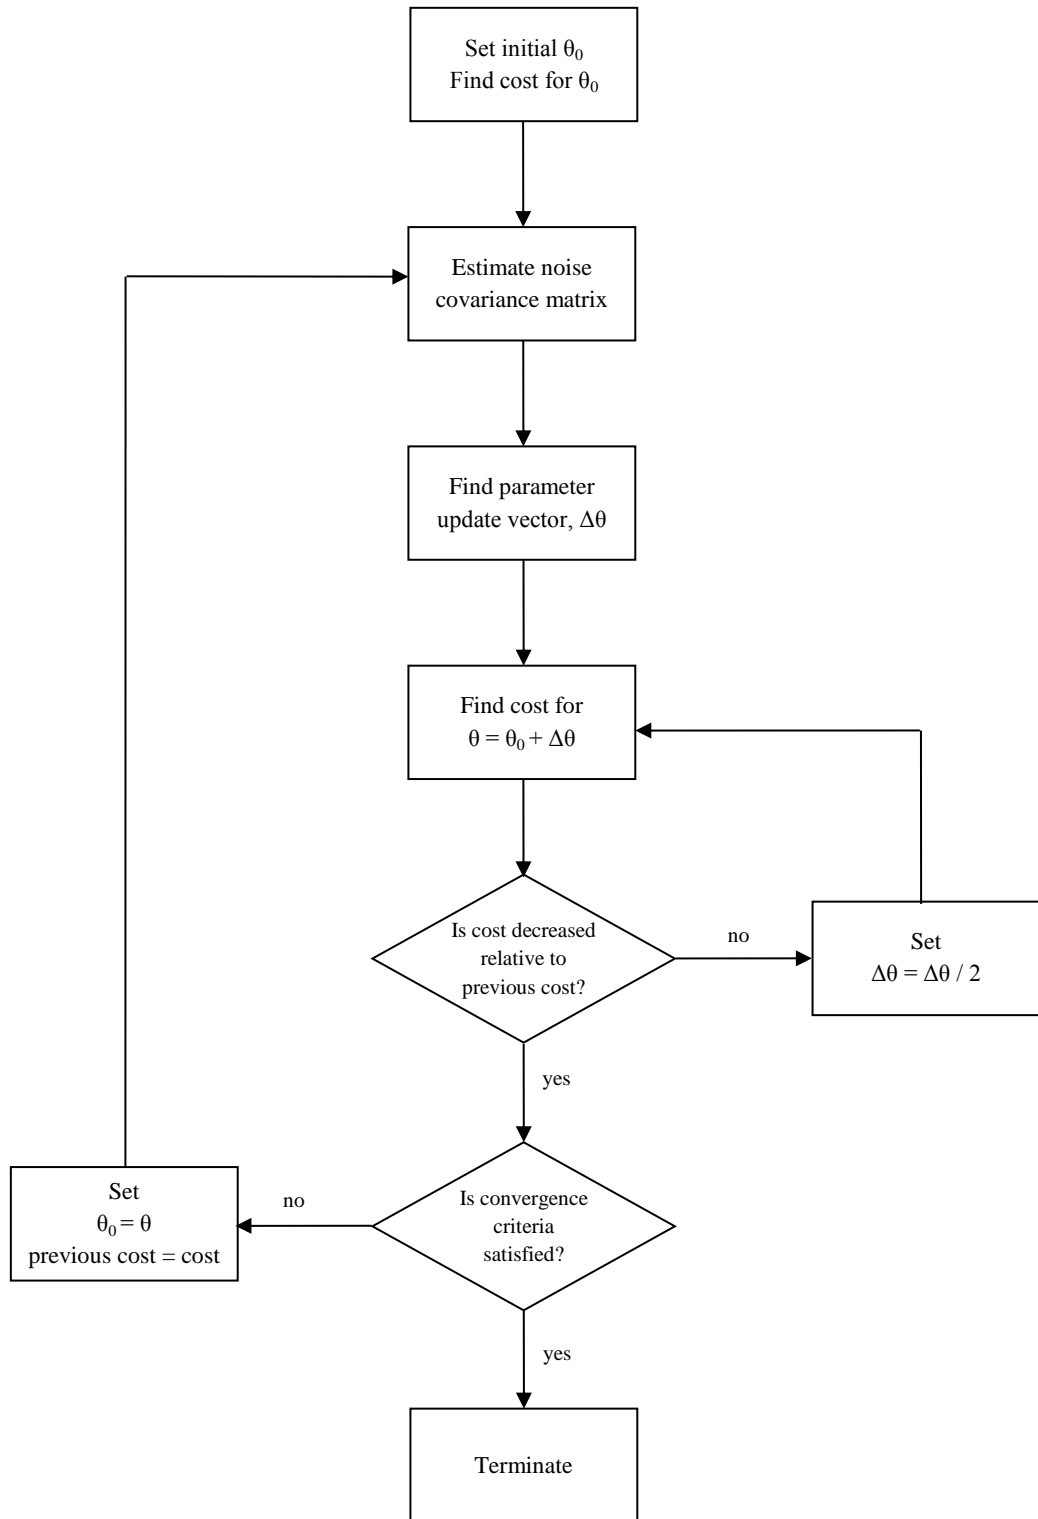 Set initial θ₀
Find cost for θ₀
Estimate noise
covariance matrix
Find parameter
update vector, Δθ
Find cost for
θ = θ₀ + Δθ
Is cost decreased
relative to
previous cost?
no
Set
Δθ = Δθ / 2
yes
Is convergence
criteria
satisfied?
no
Set
θ₀ = θ
previous cost = cost
yes
Terminate